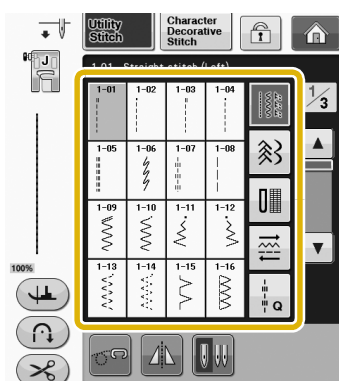 Utility Stitch
Character Decorative Stitch
J
1-01 Straight stitch (Left)
1/3
1-01 1-02 1-03 1-04
1-05 1-06 1-07 1-08
1-09 1-10 1-11 1-12
1-13 1-14 1-15 1-16
Q
100%